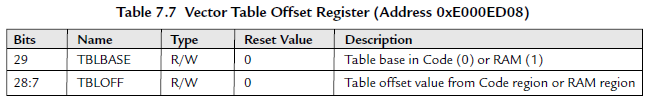 Table 7.7 Vector Table Offset Register (Address 0xE000ED08)
Bits Name Type Reset Value Description
29 TBLBASE R/W 0 Table base in Code (0) or RAM (1)
28:7 TBLOFF R/W 0 Table offset value from Code region or RAM region